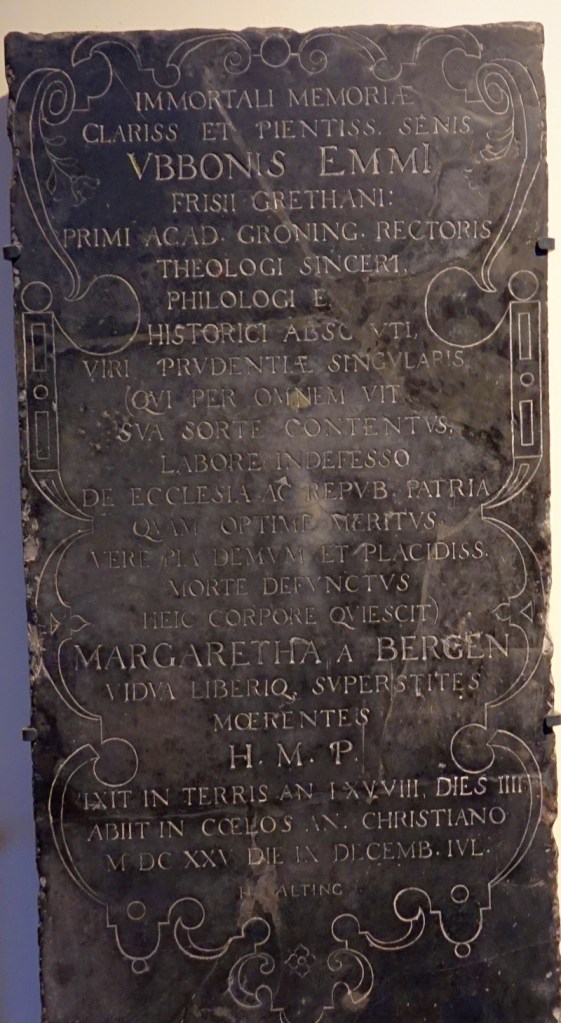 IMMORTALI MEMORIÆ
CLARISS ET PIENTISS. SENIS
VBBONIS EMMI
FRISII GRETHANI:
PRIMI ACAD. GRONING. RECTORIS
THEOLOGI SINCERI,
PHILOLOGI E
HISTORICI
VIRI PRVDENTIÆ SINGVLARIS,
(QVI PER OMNEM VIT
SVA SORTE CONTENTVS,
LABORE INDEFESSO
DE ECCLESIA AC REPVB. PATRIA
QVAM OPTIME MERITVS,
VERE PIA DEMVM ET PLACIDISS.
MORTE DEFVNCTVS
HEIC CORPORE QVIESCIT)
MARGARETHA A BERGEN
VIDVA LIBERIQ. SVPERSTITES
MŒRENTES
H. M. P.
VIXIT IN TERRIS AN LXXVIII, DIES IIII
ABIIT IN CŒLOS AN. CHRISTIANO
M DC XXV DIE IX DECEMB. IVL.
ALTING